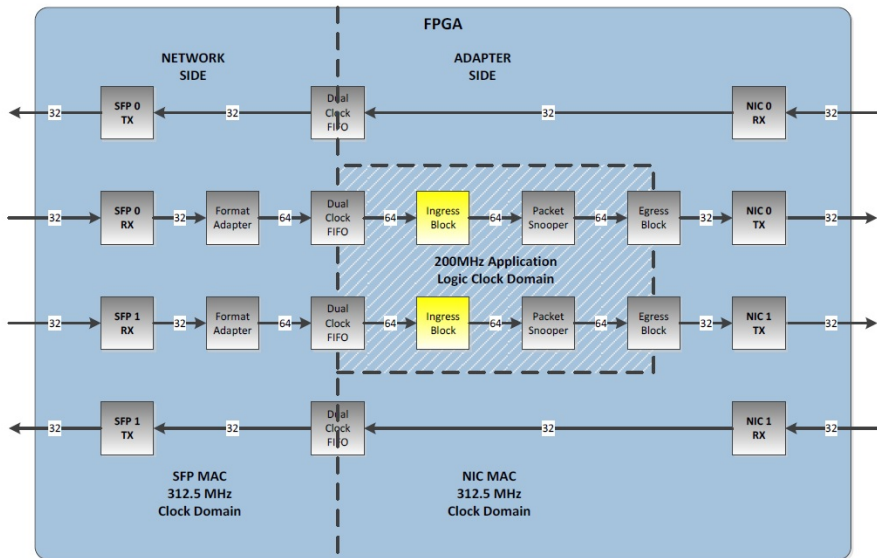 FPGA
NETWORK
SIDE
ADAPTER
SIDE
32
SFP 0
TX
32
Dual
Clock
FIFO
32
NIC 0
RX
32
32
SFP 0
RX
32
Format
Adapter
64
Dual
Clock
FIFO
64
Ingress
Block
64
Packet
Snooper
64
Egress
Block
32
NIC 0
TX
32
200MHz Application
Logic Clock Domain
32
SFP 1
RX
32
Format
Adapter
64
Dual
Clock
FIFO
64
Ingress
Block
64
Packet
Snooper
64
Egress
Block
32
NIC 1
TX
32
32
SFP 1
TX
32
Dual
Clock
FIFO
32
NIC 1
RX
32
SFP MAC
312.5 MHz
Clock Domain
NIC MAC
312.5 MHz
Clock Domain